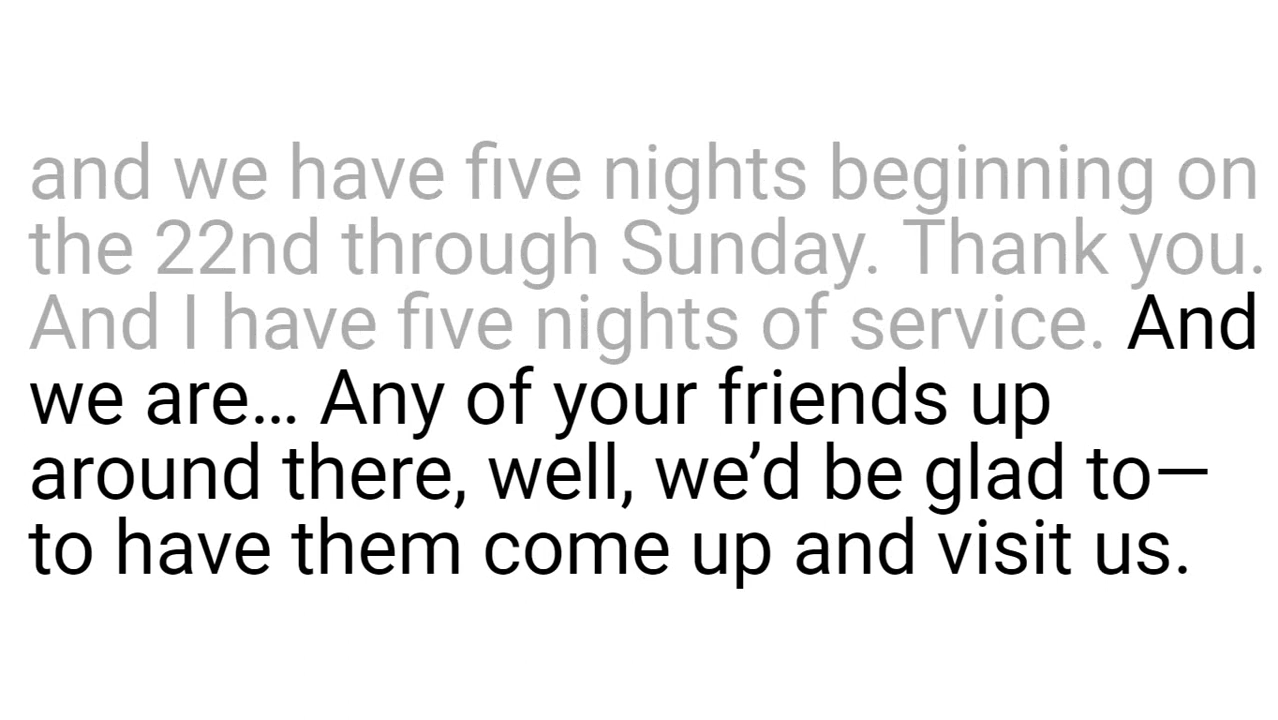 and we have five nights beginning on
the 22nd through Sunday. Thank you.
And I have five nights of service. And
we are… Any of your friends up
around there, well, we’d be glad to—
to have them come up and visit us.